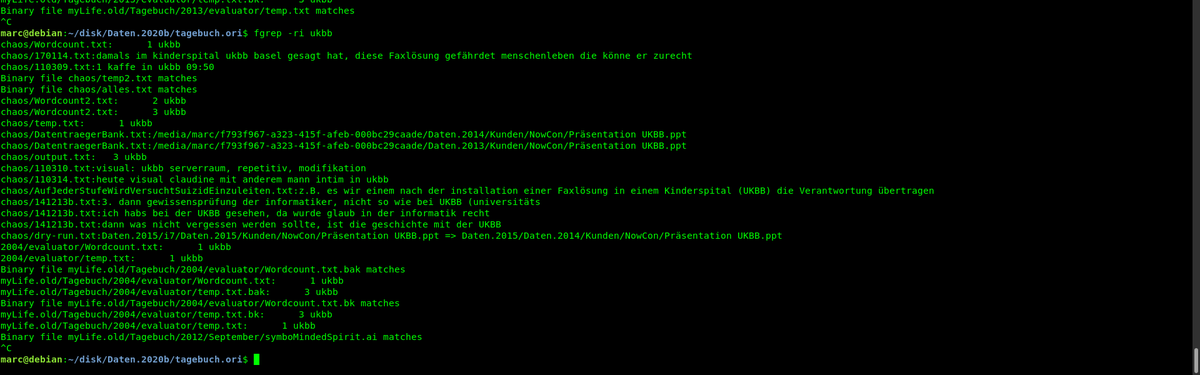 myLife.old/Tagebuch/2013/evaluator/temp.txt.bk: 3 ukbb
Binary file myLife.old/Tagebuch/2013/evaluator/temp.txt matches
^C
marc@debian:~/disk/Daten.2020b/tagebuch.ori$ fgrep -ri ukbb
chaos/Wordcount.txt: 1 ukbb
chaos/170114.txt:damals im kinderspital ukbb basel gesagt hat, diese Faxlösung gefährdet menschenleben die könne er zurecht
chaos/110309.txt:1 kaffe in ukbb 09:50
Binary file chaos/temp2.txt matches
Binary file chaos/alles.txt matches
chaos/Wordcount2.txt: 2 ukbb
chaos/Wordcount2.txt: 3 ukbb
chaos/temp.txt: 1 ukbb
chaos/DatentraegerBank.txt:/media/marc/f793f967-a323-415f-afeb-000bc29caade/Daten.2014/Kunden/NowCon/Präsentation UKBB.ppt
chaos/DatentraegerBank.txt:/media/marc/f793f967-a323-415f-afeb-000bc29caade/Daten.2013/Kunden/NowCon/Präsentation UKBB.ppt
chaos/output.txt: 3 ukbb
chaos/110310.txt:visual: ukbb serverraum, repetitiv, modifikation
chaos/110314.txt:heute visual claudine mit anderem mann intim in ukbb
chaos/AufJederStufeWirdVersuchtSuizidEinzuleiten.txt:z.B. es wir einem nach der installation einer Faxlösung in einem Kinderspital (UKBB) die Verantwortung übertragen
chaos/141213b.txt:3. dann gewissensprüfung der informatiker, nicht so wie bei UKBB (universitäts
chaos/141213b.txt:ich habs bei der UKBB gesehen, da wurde glaub in der informatik recht
chaos/141213b.txt:dann was nicht vergessen werden sollte, ist die geschichte mit der UKBB
chaos/dry-run.txt:Daten.2015/i7/Daten.2015/Kunden/NowCon/Präsentation UKBB.ppt => Daten.2015/Daten.2014/Kunden/NowCon/Präsentation UKBB.ppt
2004/evaluator/Wordcount.txt: 1 ukbb
2004/evaluator/temp.txt: 1 ukbb
Binary file myLife.old/Tagebuch/2004/evaluator/Wordcount.txt.bak matches
myLife.old/Tagebuch/2004/evaluator/Wordcount.txt: 1 ukbb
myLife.old/Tagebuch/2004/evaluator/temp.txt.bak: 3 ukbb
Binary file myLife.old/Tagebuch/2004/evaluator/Wordcount.txt.bk matches
myLife.old/Tagebuch/2004/evaluator/temp.txt.bk: 3 ukbb
myLife.old/Tagebuch/2004/evaluator/temp.txt: 1 ukbb
Binary file myLife.old/Tagebuch/2012/September/symboMindedSpirit.ai matches
^C
marc@debian:~/disk/Daten.2020b/tagebuch.ori$